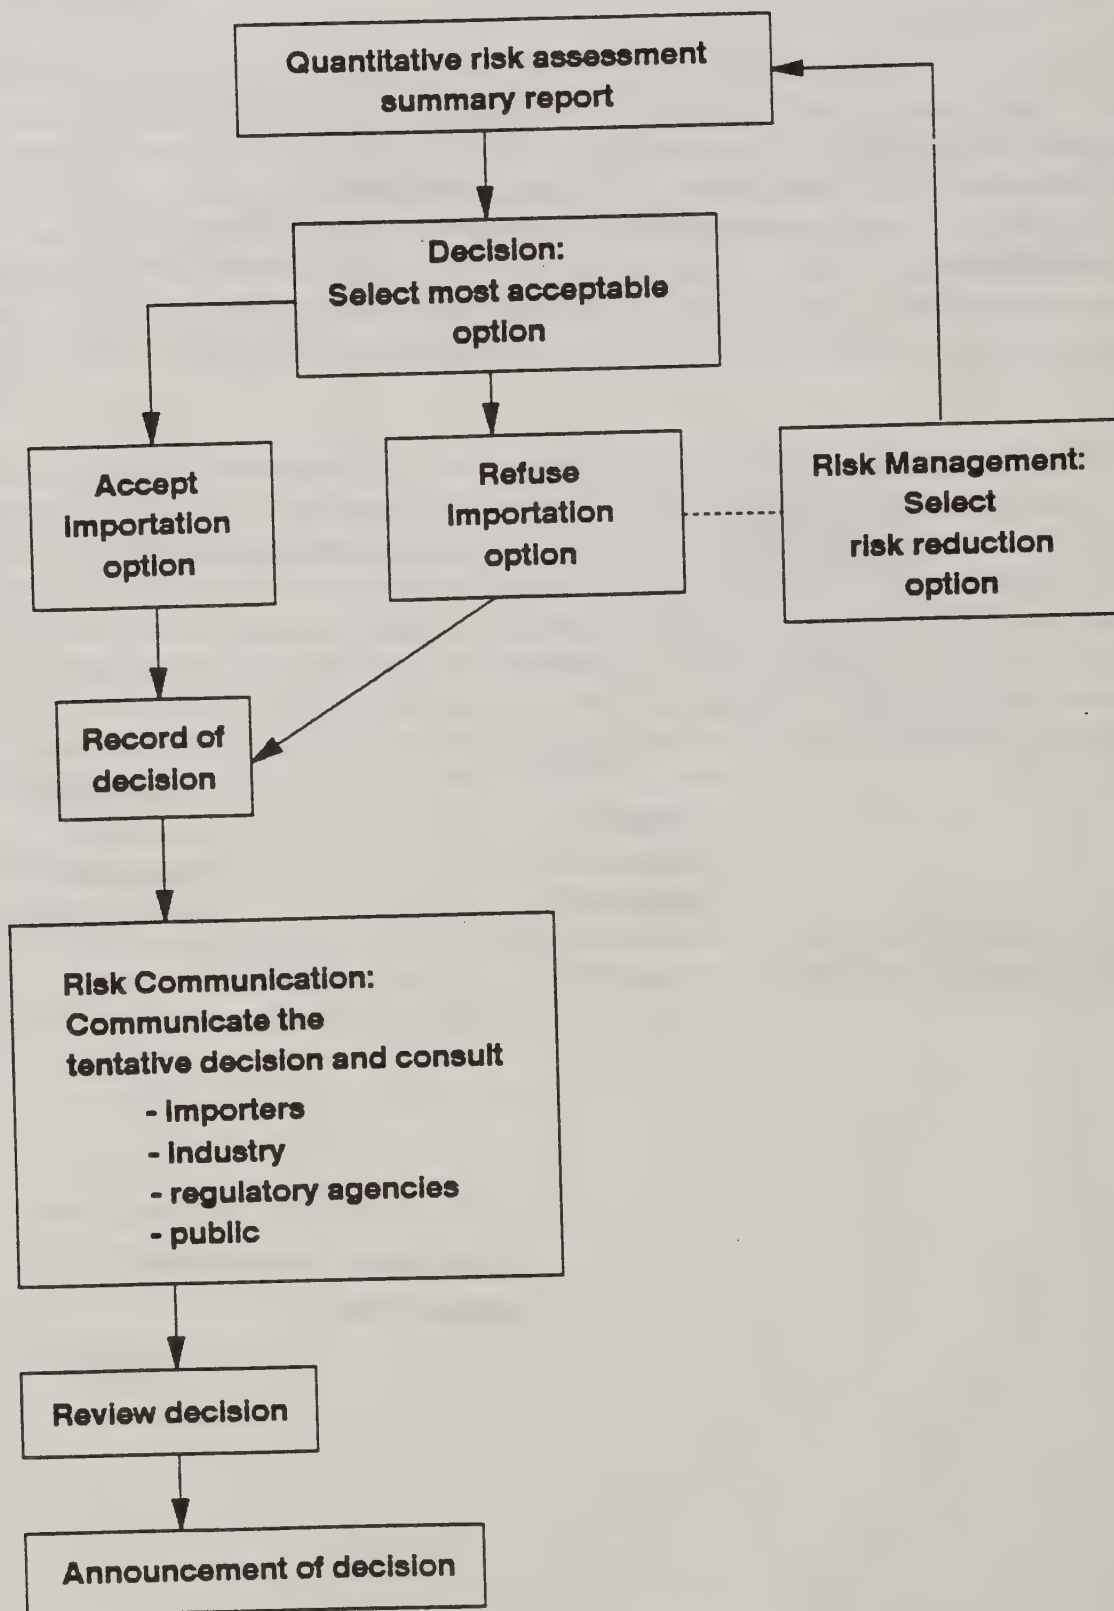 Quantitative risk assessment
summary report
Decision:
Select most acceptable
option
Accept
importation
option
Refuse
importation
option
Risk Management:
Select
risk reduction
option
Record of
decision
Risk Communication:
Communicate the
tentative decision and consult
- importers
- industry
- regulatory agencies
- public
Review decision
Announcement of decision